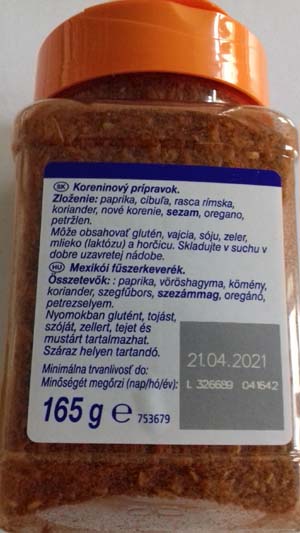 SK Koreninový prípravok.
Zloženie: paprika, cibuľa, rasca rímska,
koriander, nové korenie, sezam, oregano,
petržlen.
Môže obsahovať glutén, vajcia, sóju, zeler,
mlieko (laktózu) a horčicu. Skladujte v suchu v
dobre uzavretej nádobe.
HU Mexikói fűszerkeverék.
Összetevők: : paprika, vöröshagyma, kömény,
koriander, szegfűbors, szezámmag, oregánó,
petrezselyem.
Nyomokban glutént, tojást,
szóját, zellert, tejet és
mustárt tartalmazhat.
Száraz helyen tartandó.
Minimálna trvanlivosť do:
Minőségét megőrzi (nap/hó/év):
21.04.2021
L 326689 041642
165 g e 753679